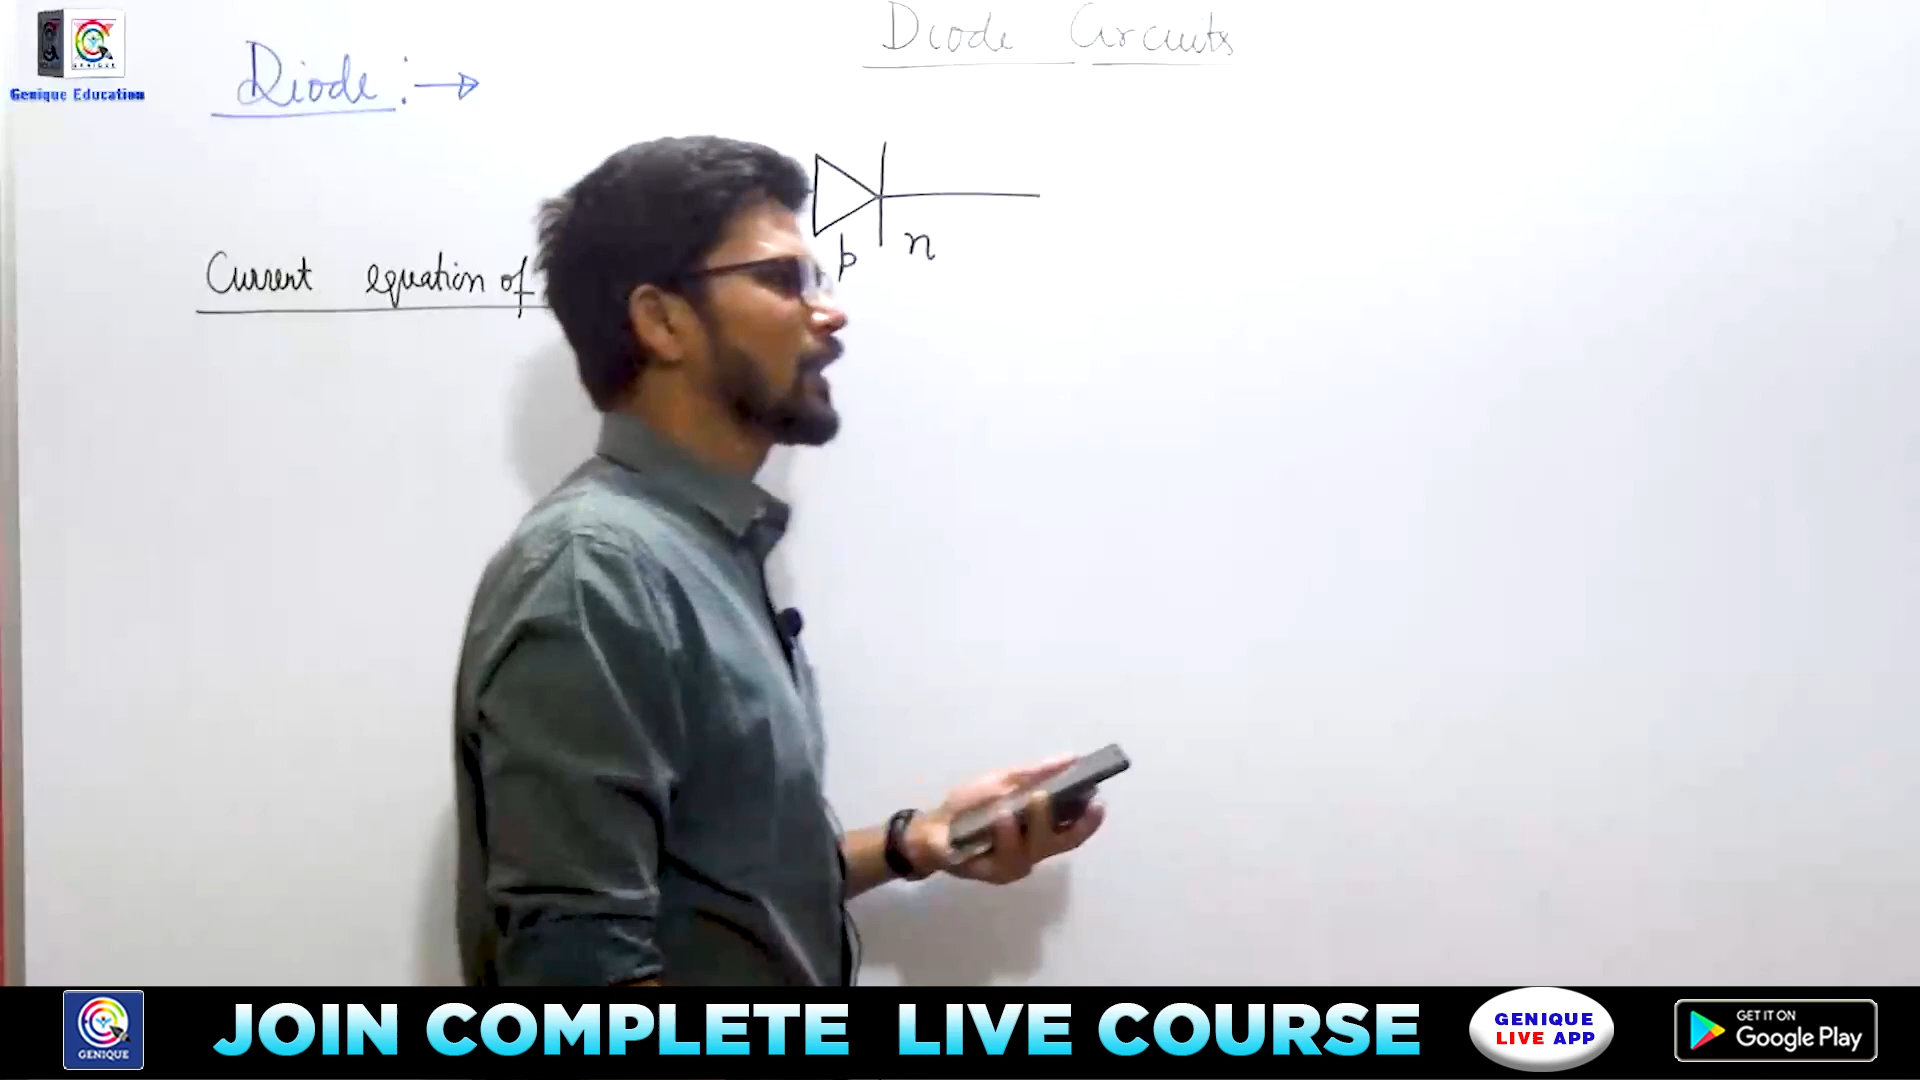 Diode Circuits
Diode :→
GENIQUE
Genique Education
p n
Current equation of
JOIN COMPLETE LIVE COURSE
GENIQUE
GENIQUE
LIVE APP
GET IT ON
Google Play